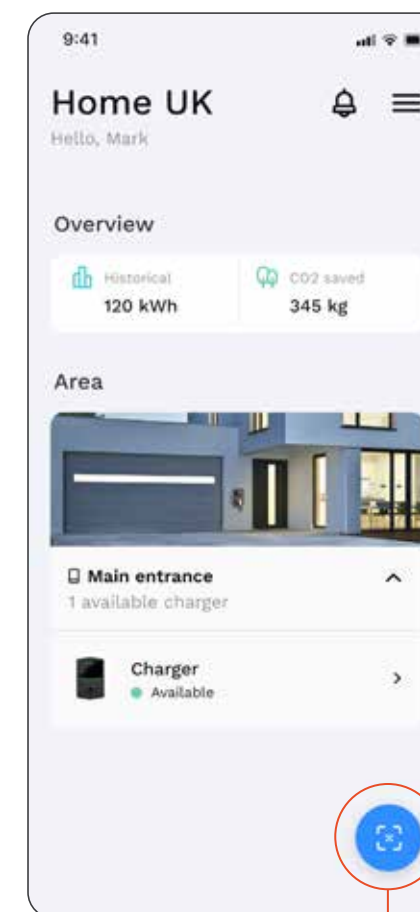 9:41
Home UK
Hello, Mark
Overview
Historical
120 kWh
CO2 saved
345 kg
Area
Main entrance
1 available charger
Charger
Available